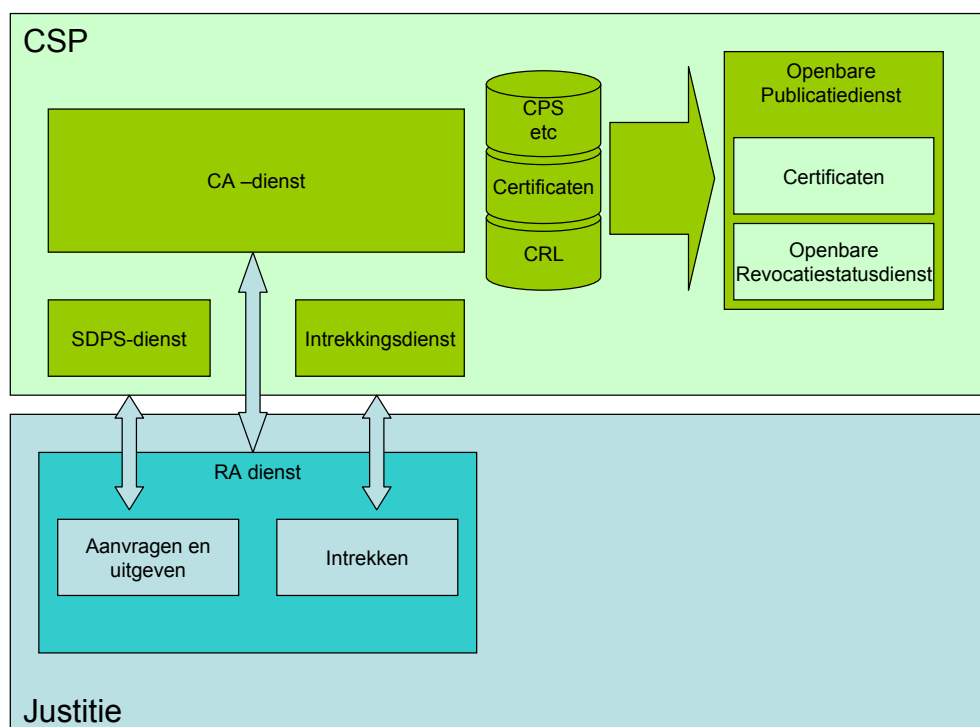 CSP
CA –dienst
CPS
etc
Certificaten
CRL
Openbare
Publicatiedienst
Certificaten
Openbare
Revocatiestatusdienst
SDPS-dienst
Intrekkingsdienst
RA dienst
Aanvragen en
uitgeven
Intrekken
Justitie